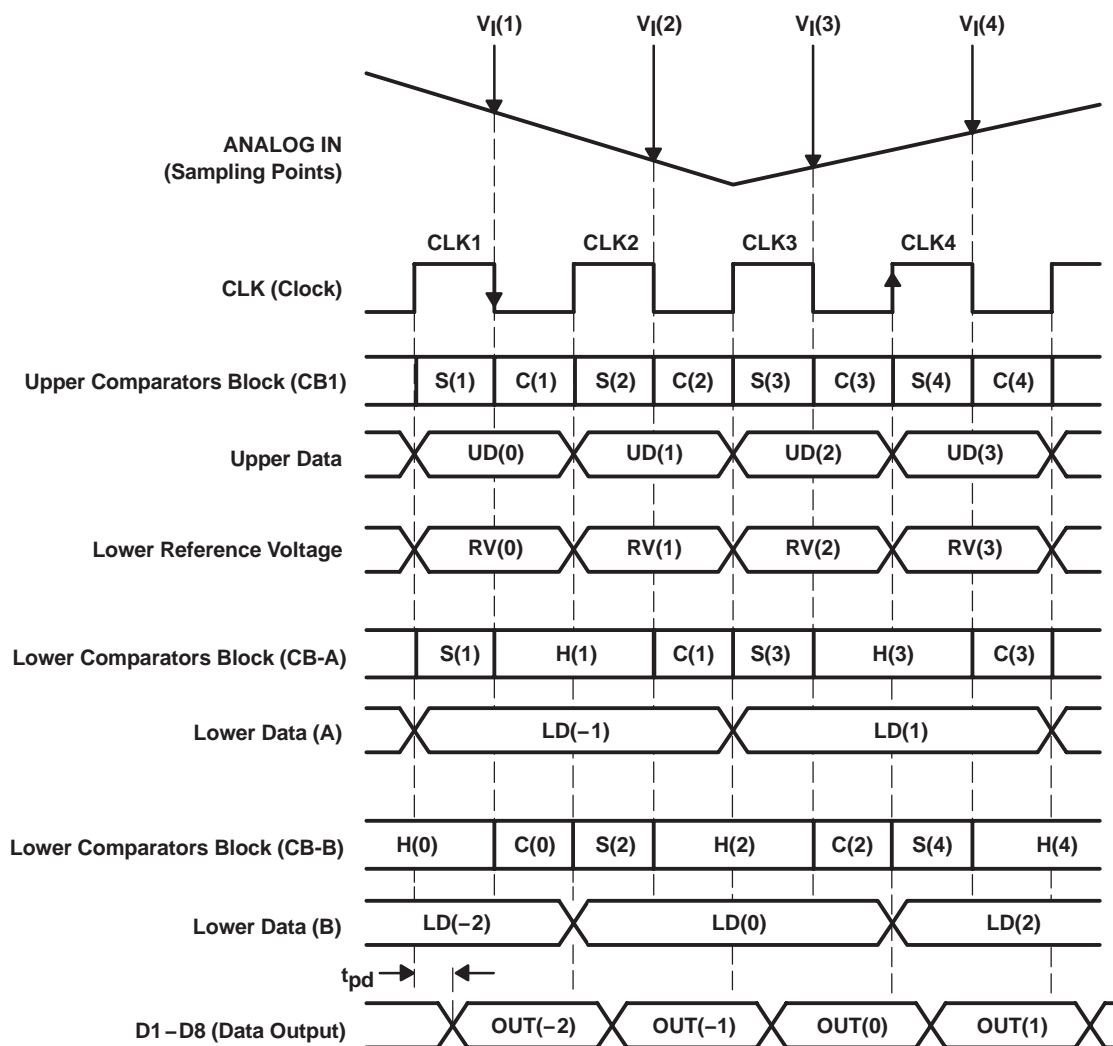 VI(1) VI(2) VI(3) VI(4)
ANALOG IN
(Sampling Points)
CLK1 CLK2 CLK3 CLK4
CLK (Clock)
Upper Comparators Block (CB1) S(1) C(1) S(2) C(2) S(3) C(3) S(4) C(4)
Upper Data UD(0) UD(1) UD(2) UD(3)
Lower Reference Voltage RV(0) RV(1) RV(2) RV(3)
Lower Comparators Block (CB-A) S(1) H(1) C(1) S(3) H(3) C(3)
Lower Data (A) LD(−1) LD(1)
Lower Comparators Block (CB-B) H(0) C(0) S(2) H(2) C(2) S(4) H(4)
Lower Data (B) LD(−2) LD(0) LD(2)
tpd
D1−D8 (Data Output) OUT(−2) OUT(−1) OUT(0) OUT(1)